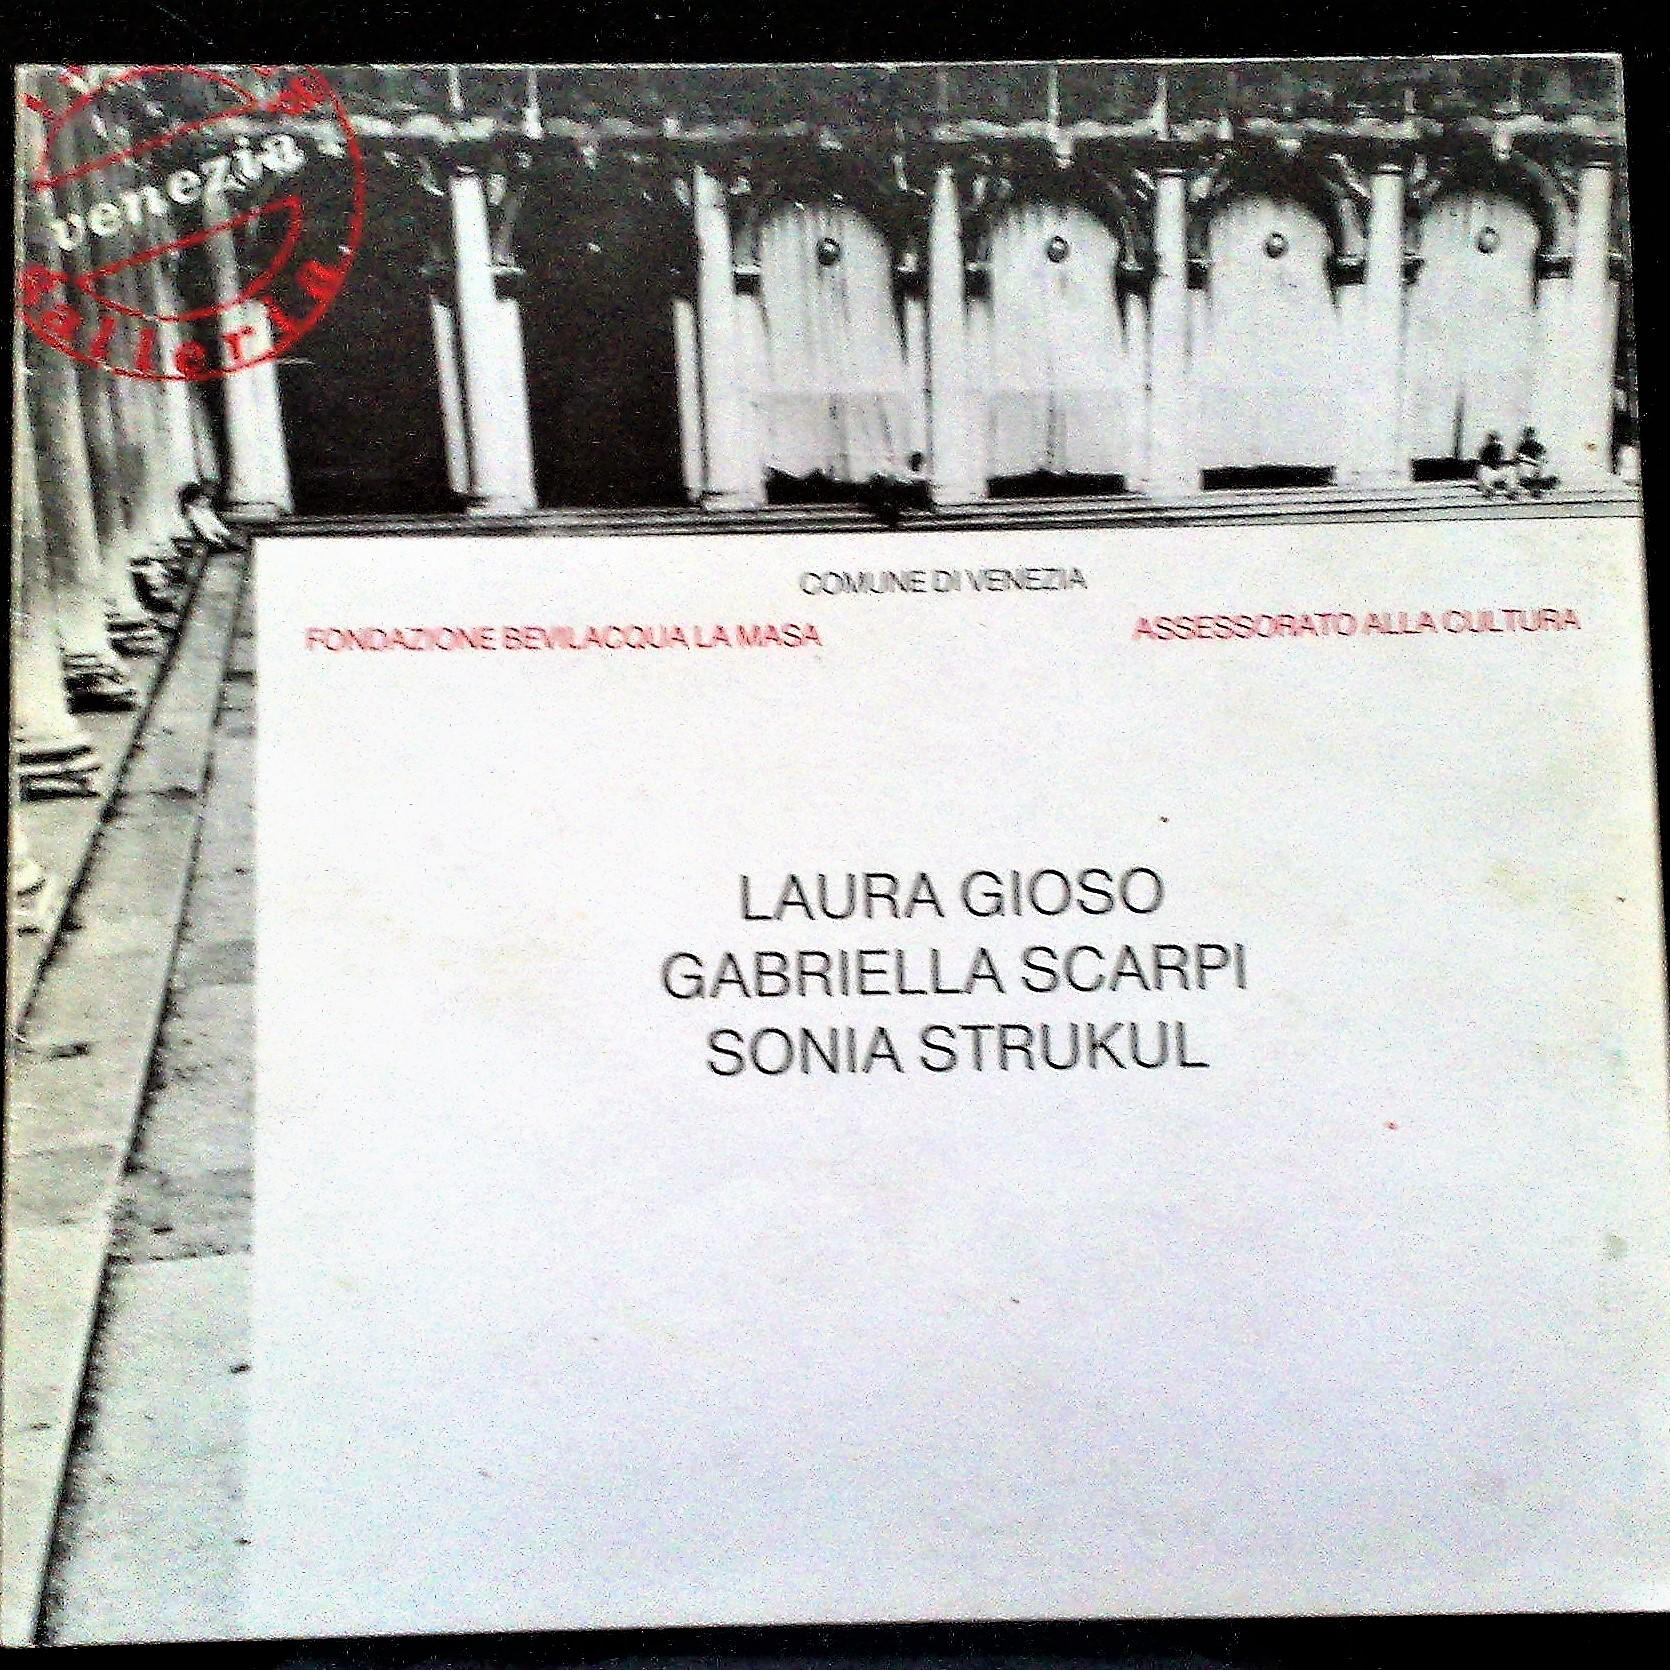 venezia
galleria
COMUNE DI VENEZIA
FONDAZIONE BEVILACQUA LA MASA
ASSESSORATO ALLA CULTURA
LAURA GIOSO
GABRIELLA SCARPI
SONIA STRUKUL